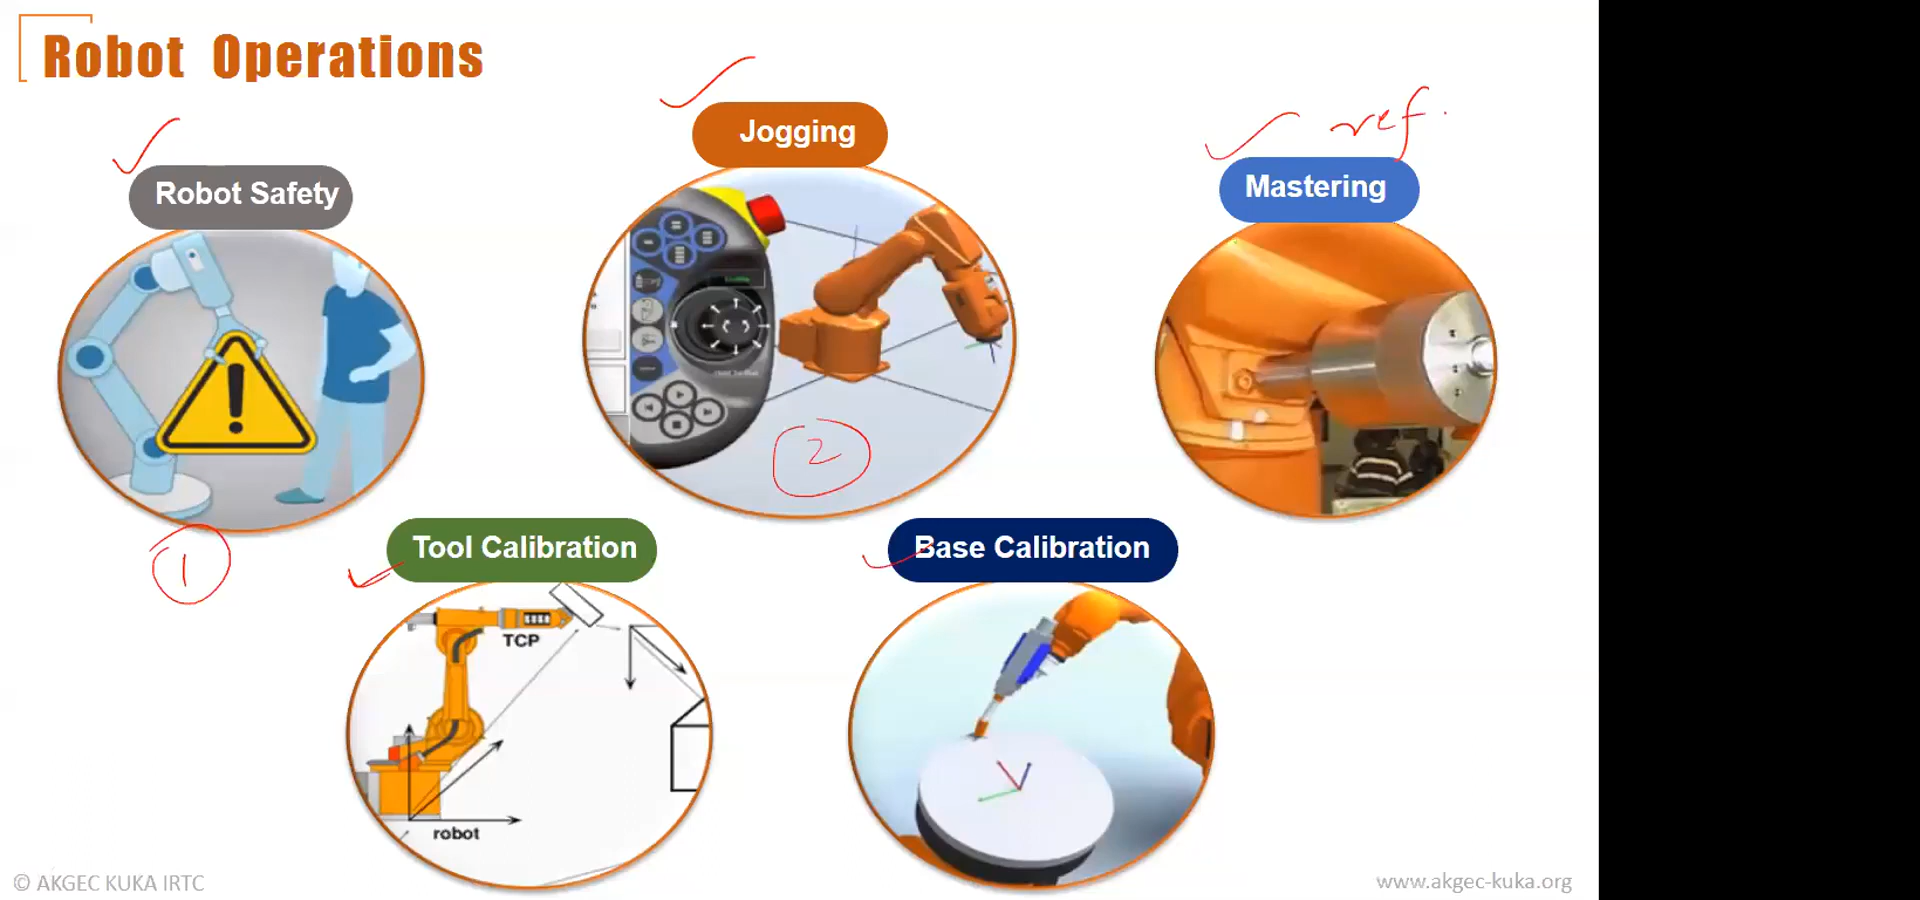 Robot Operations
Jogging
ref.
Mastering
Robot Safety
2
1
Tool Calibration
Base Calibration
TCP
robot
© AKGEC KUKA IRTC
www.akgec-kuka.org